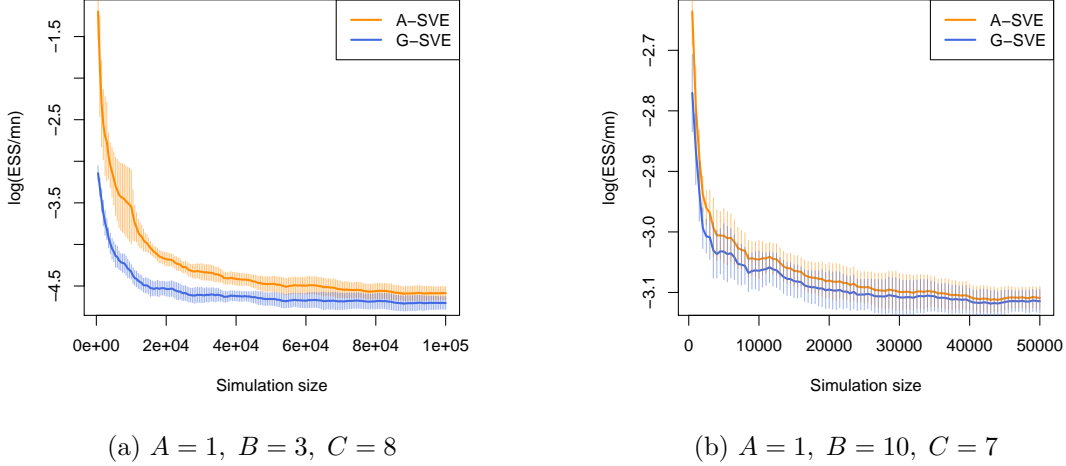 A-SVE
G-SVE
log(ESS/mn)
-1.5
-2.5
-3.5
-4.5
0e+00 2e+04 4e+04 6e+04 8e+04 1e+05
Simulation size
(a) A = 1, B = 3, C = 8
A-SVE
G-SVE
log(ESS/mn)
-2.7
-2.8
-2.9
-3.0
-3.1
0 10000 20000 30000 40000 50000
Simulation size
(b) A = 1, B = 10, C = 7